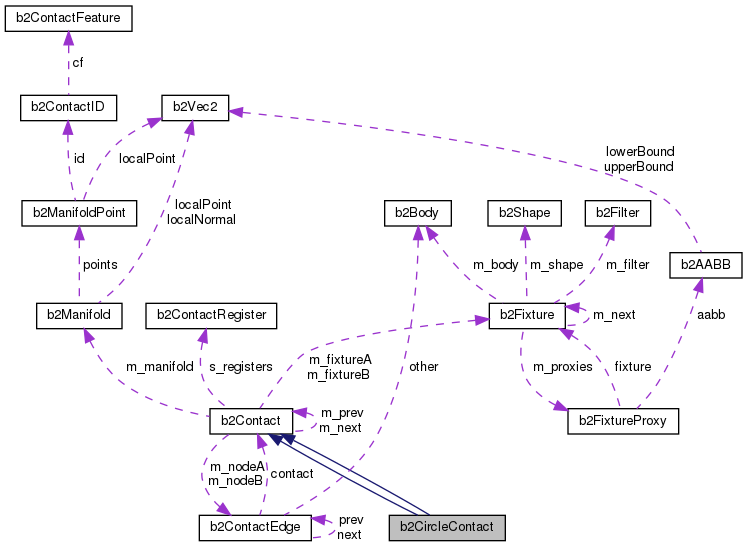 b2ContactFeature
cf
b2ContactID
b2Vec2
id
localPoint
lowerBound
upperBound
b2ManifoldPoint
localPoint
localNormal
b2Body
b2Shape
b2Filter
points
m_body
m_shape
m_filter
b2AABB
b2Manifold
b2ContactRegister
b2Fixture
m_next
aabb
m_manifold
s_registers
m_fixtureA
m_fixtureB
other
m_proxies
fixture
b2Contact
m_prev
m_next
b2FixtureProxy
m_nodeA
m_nodeB
contact
b2ContactEdge
prev
next
b2CircleContact